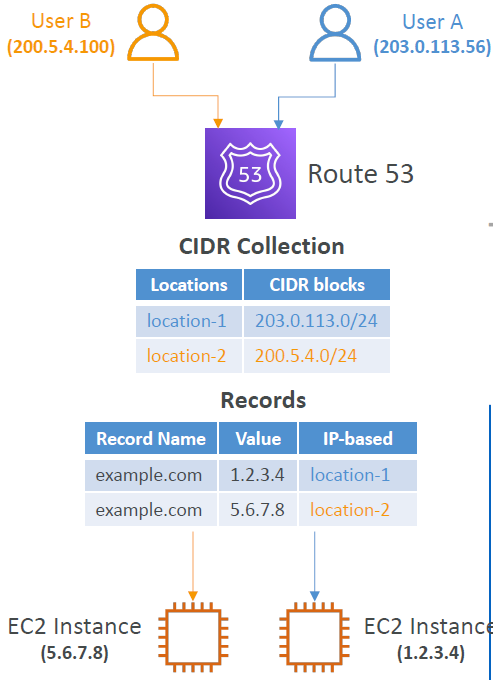 User B
(200.5.4.100)
User A
(203.0.113.56)
53
Route 53
CIDR Collection
Locations CIDR blocks
location-1 203.0.113.0/24
location-2 200.5.4.0/24
Records
Record Name Value IP-based
example.com 1.2.3.4 location-1
example.com 5.6.7.8 location-2
EC2 Instance
(5.6.7.8)
EC2 Instance
(1.2.3.4)